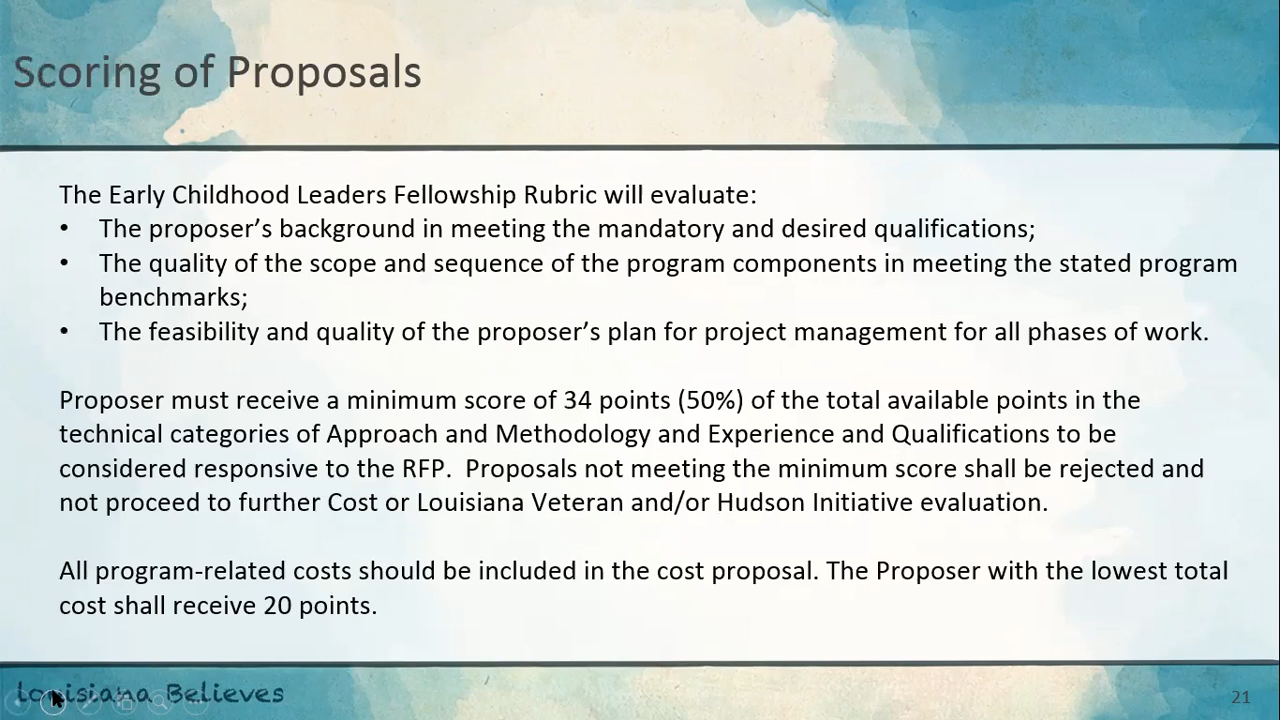 Scoring of Proposals
The Early Childhood Leaders Fellowship Rubric will evaluate:
• The proposer’s background in meeting the mandatory and desired qualifications;
• The quality of the scope and sequence of the program components in meeting the stated program
benchmarks;
• The feasibility and quality of the proposer’s plan for project management for all phases of work.
Proposer must receive a minimum score of 34 points (50%) of the total available points in the
technical categories of Approach and Methodology and Experience and Qualifications to be
considered responsive to the RFP.  Proposals not meeting the minimum score shall be rejected and
not proceed to further Cost or Louisiana Veteran and/or Hudson Initiative evaluation.
All program-related costs should be included in the cost proposal. The Proposer with the lowest total
cost shall receive 20 points.
Louisiana Believes
21